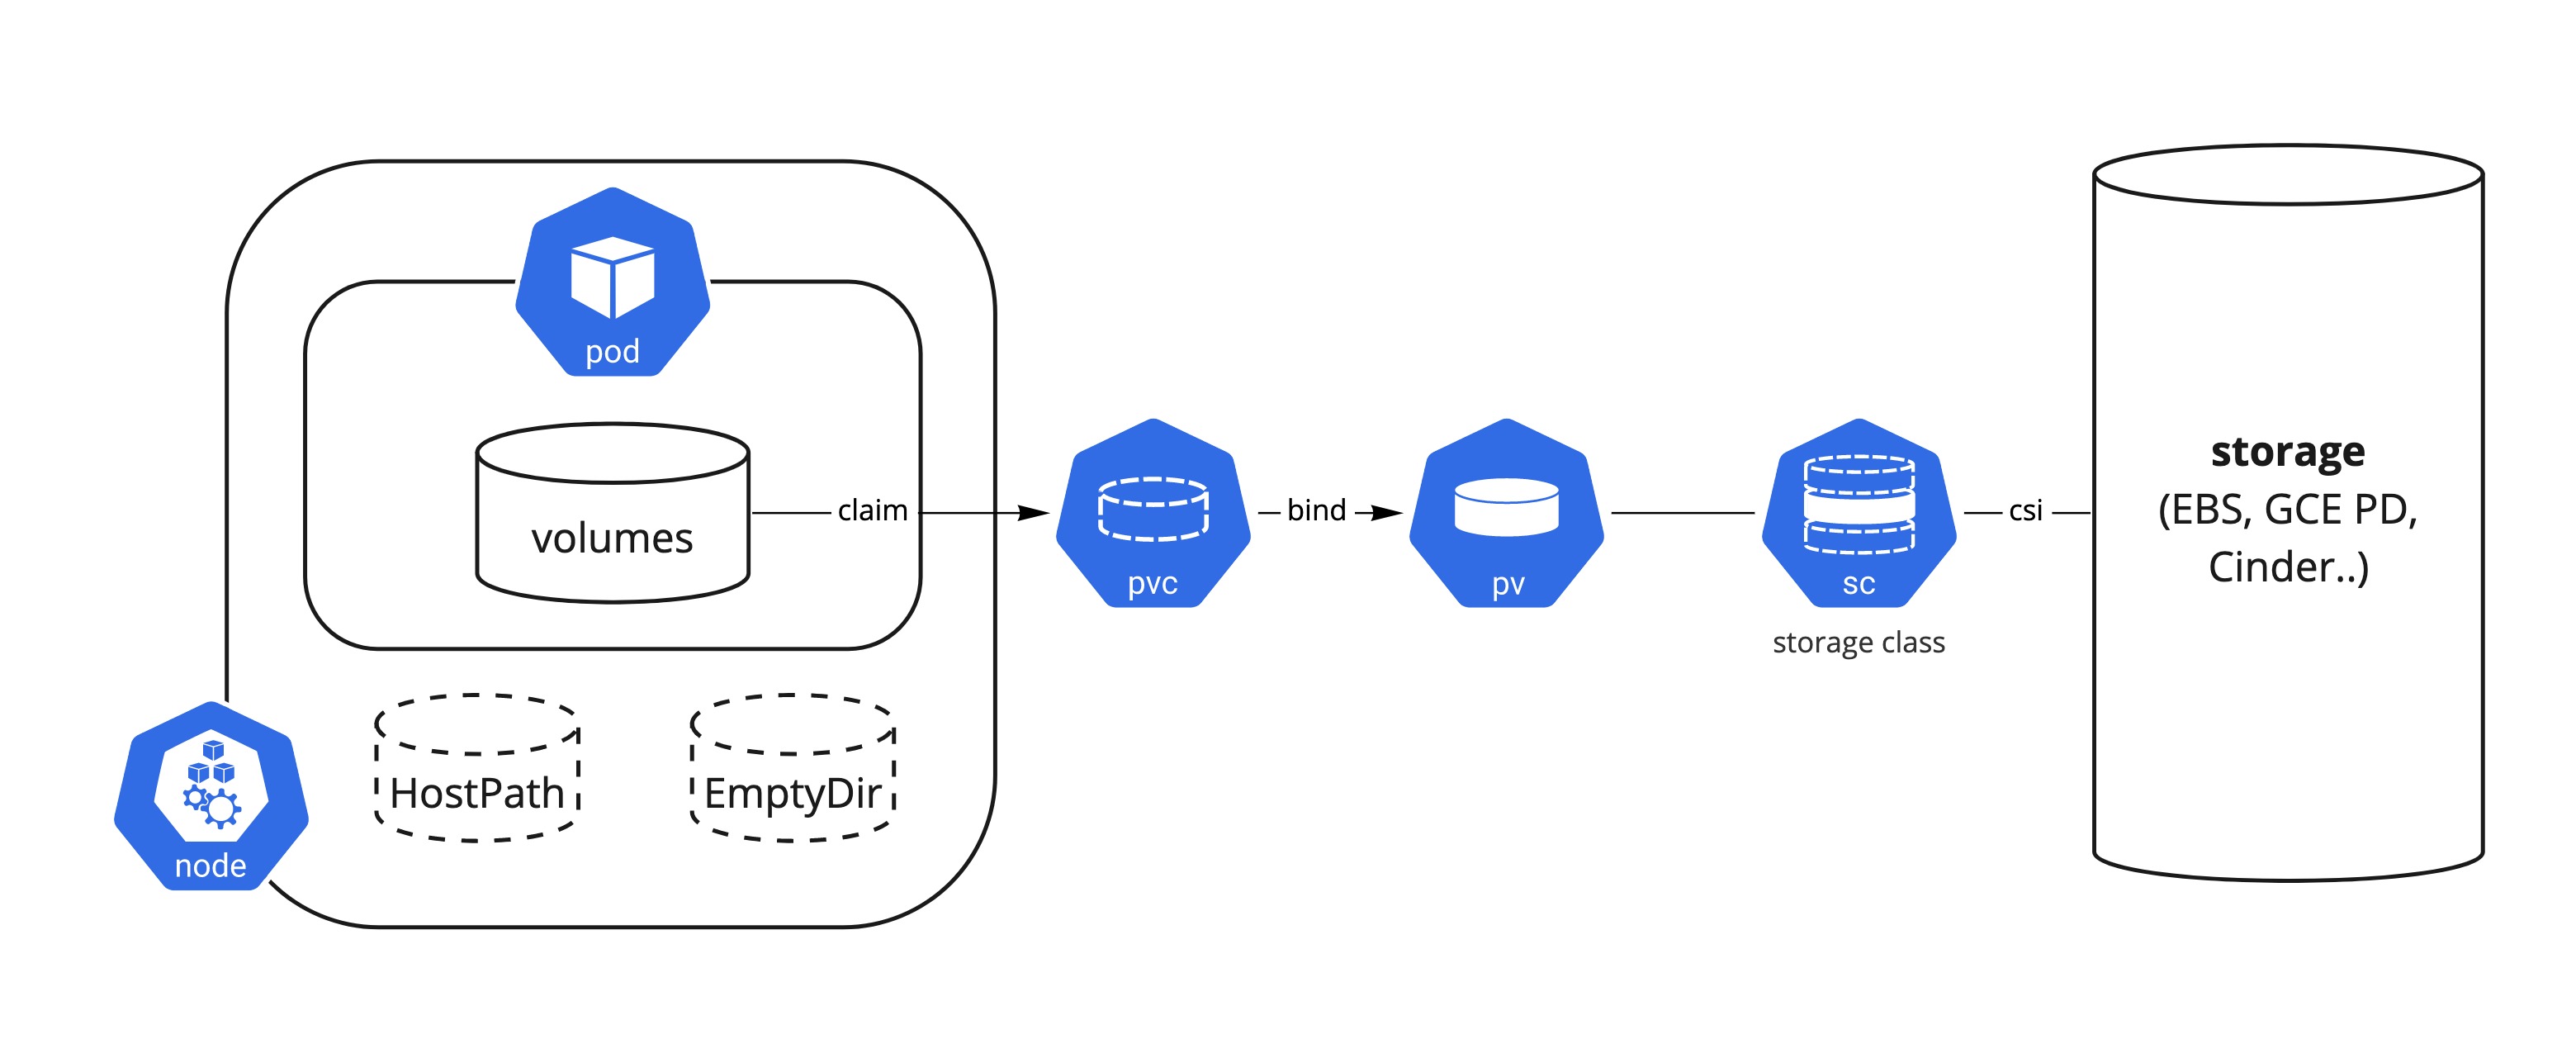 pod
volumes
claim
pvc
bind
pv
sc
storage class
csi
storage
(EBS, GCE PD,
Cinder..)
HostPath
EmptyDir
node